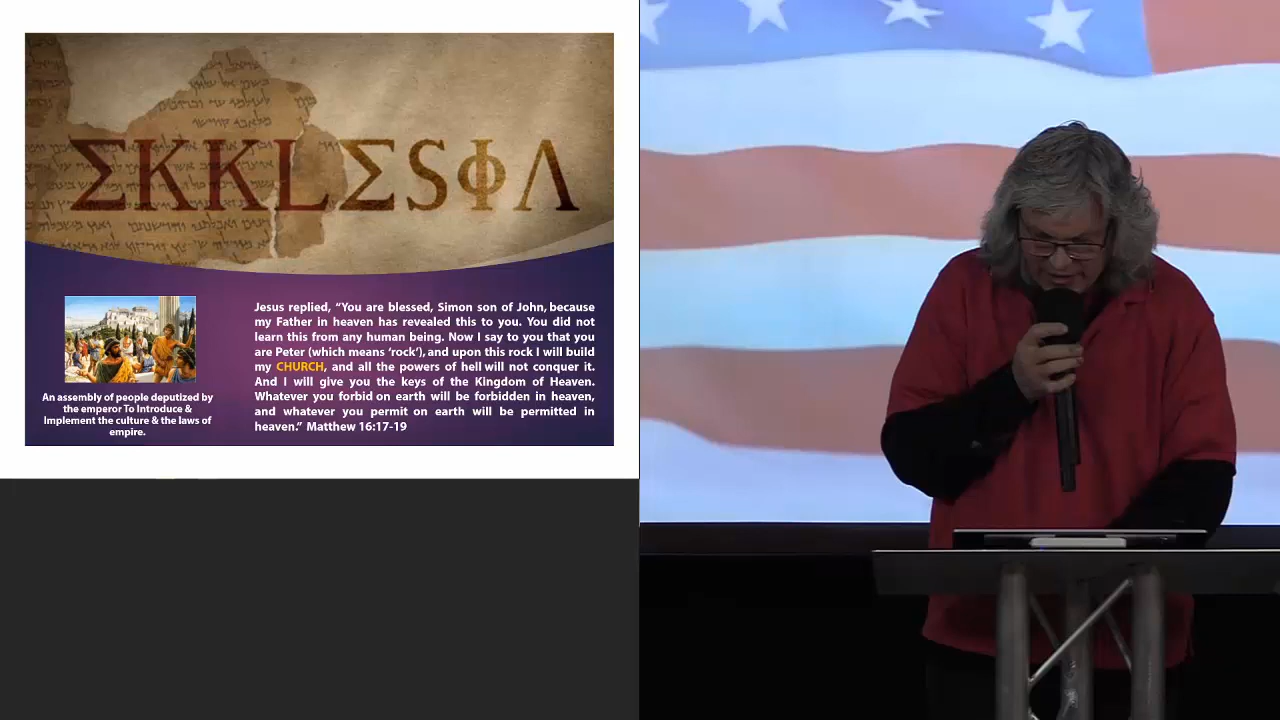 ΣKKLΣSΦΛ
An assembly of people deputized by
the emperor To Introduce &
Implement the culture & the laws of
empire.
Jesus replied, “You are blessed, Simon son of John, because
my Father in heaven has revealed this to you. You did not
learn this from any human being. Now I say to you that you
are Peter (which means ‘rock’), and upon this rock I will build
my CHURCH, and all the powers of hell will not conquer it.
And I will give you the keys of the Kingdom of Heaven.
Whatever you forbid on earth will be forbidden in heaven,
and whatever you permit on earth will be permitted in
heaven.” Matthew 16:17-19